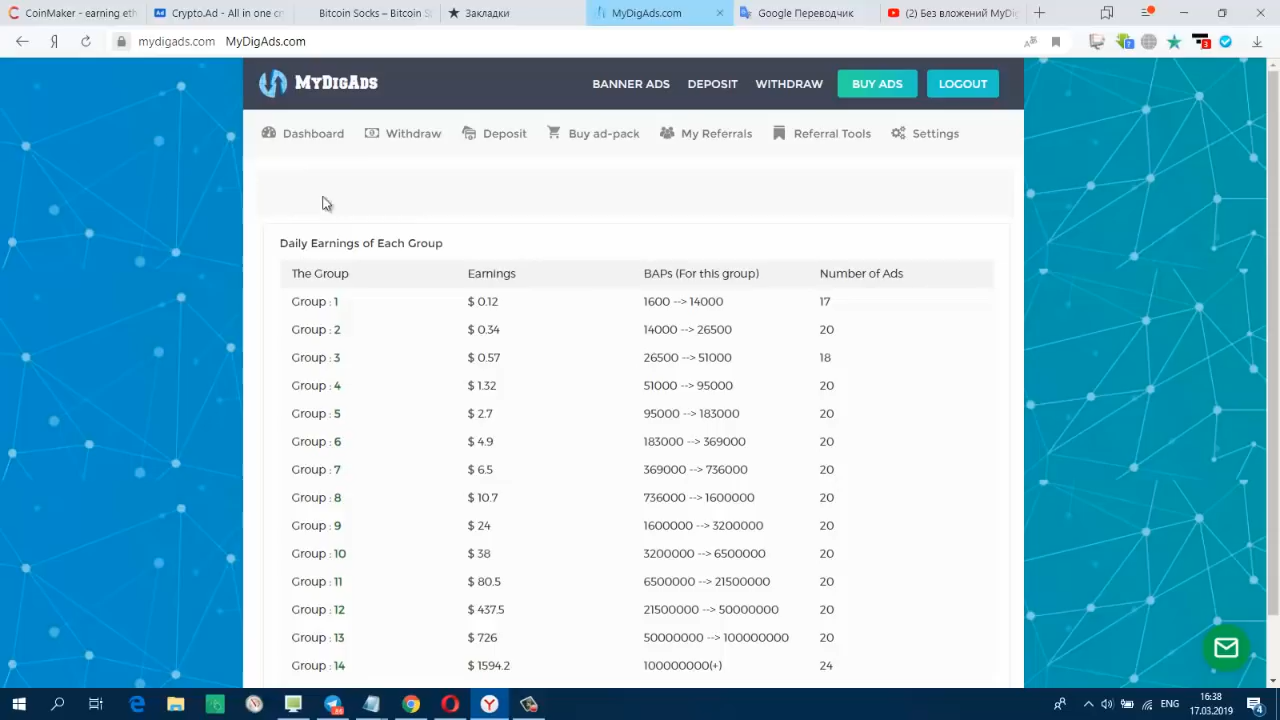 CoinMaker - earning eth
Crypto.Ad - All in one c
Bitcoin Socks – Bitcoin S
Закладки
MyDigAds.com
Google Переводчик
(2) Без вложений MyDig
mydigads.com MyDigAds.com
MyDigAds
BANNER ADS DEPOSIT WITHDRAW BUY ADS LOGOUT
Dashboard Withdraw Deposit Buy ad-pack My Referrals Referral Tools Settings
Daily Earnings of Each Group
The Group Earnings BAPs (For this group) Number of Ads
Group : 1 $ 0.12 1600 --> 14000 17
Group : 2 $ 0.34 14000 --> 26500 20
Group : 3 $ 0.57 26500 --> 51000 18
Group : 4 $ 1.32 51000 --> 95000 20
Group : 5 $ 2.7 95000 --> 183000 20
Group : 6 $ 4.9 183000 --> 369000 20
Group : 7 $ 6.5 369000 --> 736000 20
Group : 8 $ 10.7 736000 --> 1600000 20
Group : 9 $ 24 1600000 --> 3200000 20
Group : 10 $ 38 3200000 --> 6500000 20
Group : 11 $ 80.5 6500000 --> 21500000 20
Group : 12 $ 437.5 21500000 --> 50000000 20
Group : 13 $ 726 50000000 --> 100000000 20
Group : 14 $ 1594.2 100000000(+) 24
ENG
16:38
17.03.2019